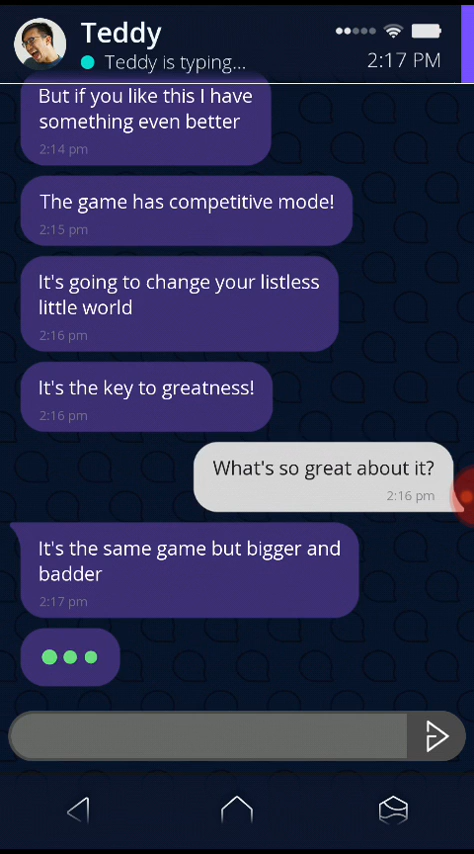 Teddy
Teddy is typing...
2:17 PM
But if you like this I have
something even better
2:14 pm
The game has competitive mode!
2:15 pm
It's going to change your listless
little world
2:16 pm
It's the key to greatness!
2:16 pm
What's so great about it?
2:16 pm
It's the same game but bigger and
badder
2:17 pm